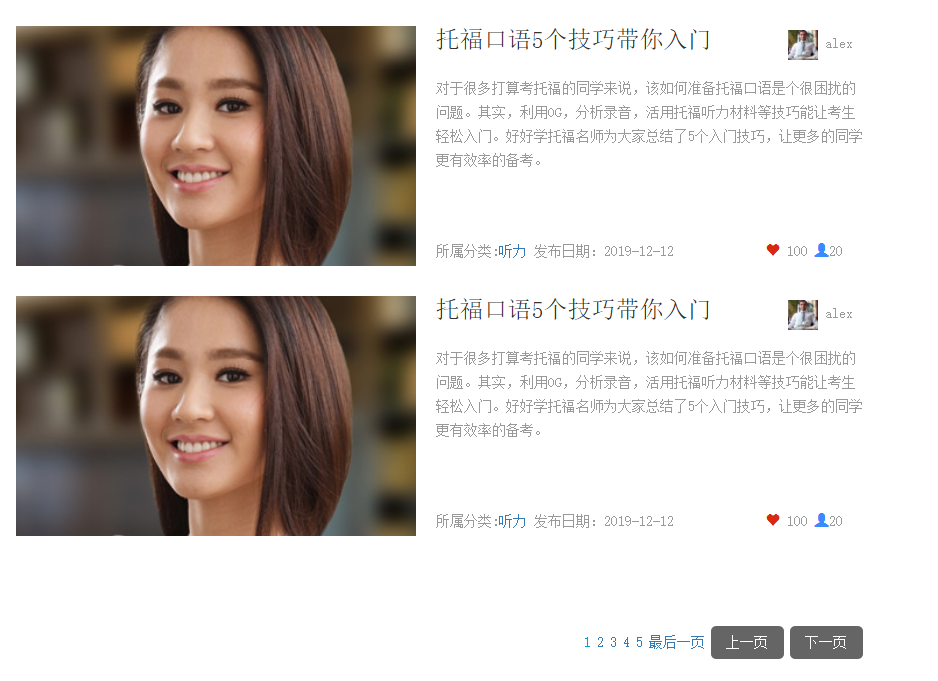 托福口语5个技巧带你入门 alex
对于很多打算考托福的同学来说，该如何准备托福口语是个很困扰的
问题。其实，利用OG，分析录音，活用托福听力材料等技巧能让考生
轻松入门。好好学托福名师为大家总结了5个入门技巧，让更多的同学
更有效率的备考。
所属分类:听力 发布日期：2019-12-12 100 20
托福口语5个技巧带你入门 alex
对于很多打算考托福的同学来说，该如何准备托福口语是个很困扰的
问题。其实，利用OG，分析录音，活用托福听力材料等技巧能让考生
轻松入门。好好学托福名师为大家总结了5个入门技巧，让更多的同学
更有效率的备考。
所属分类:听力 发布日期：2019-12-12 100 20
1 2 3 4 5 最后一页 上一页 下一页